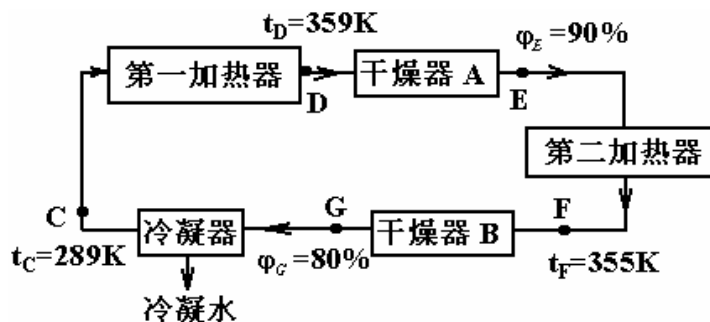 t_D=359K
φ_E=90%
第一加热器
干燥器 A
D
E
第二加热器
C
G
F
冷凝器
干燥器 B
t_C=289K
φ_G=80%
t_F=355K
冷凝水